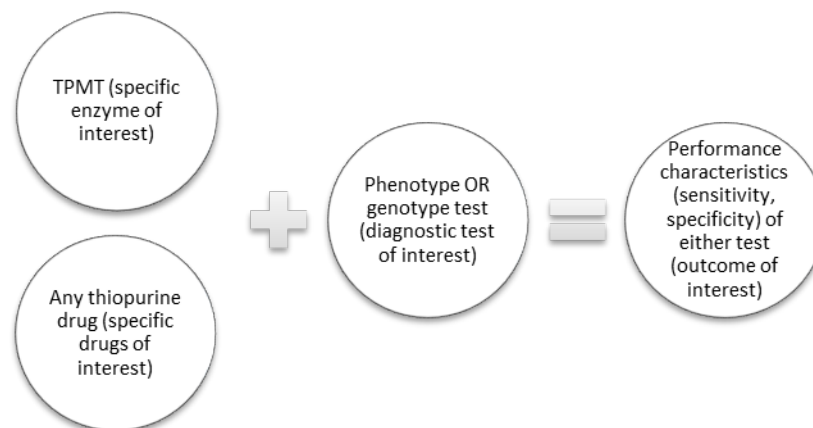 TPMT (specific
enzyme of
interest)
Any thiopurine
drug (specific
drugs of
interest)
Phenotype OR
genotype test
(diagnostic test
of interest)
Performance
characteristics
(sensitivity,
specificity) of
either test
(outcome of
interest)